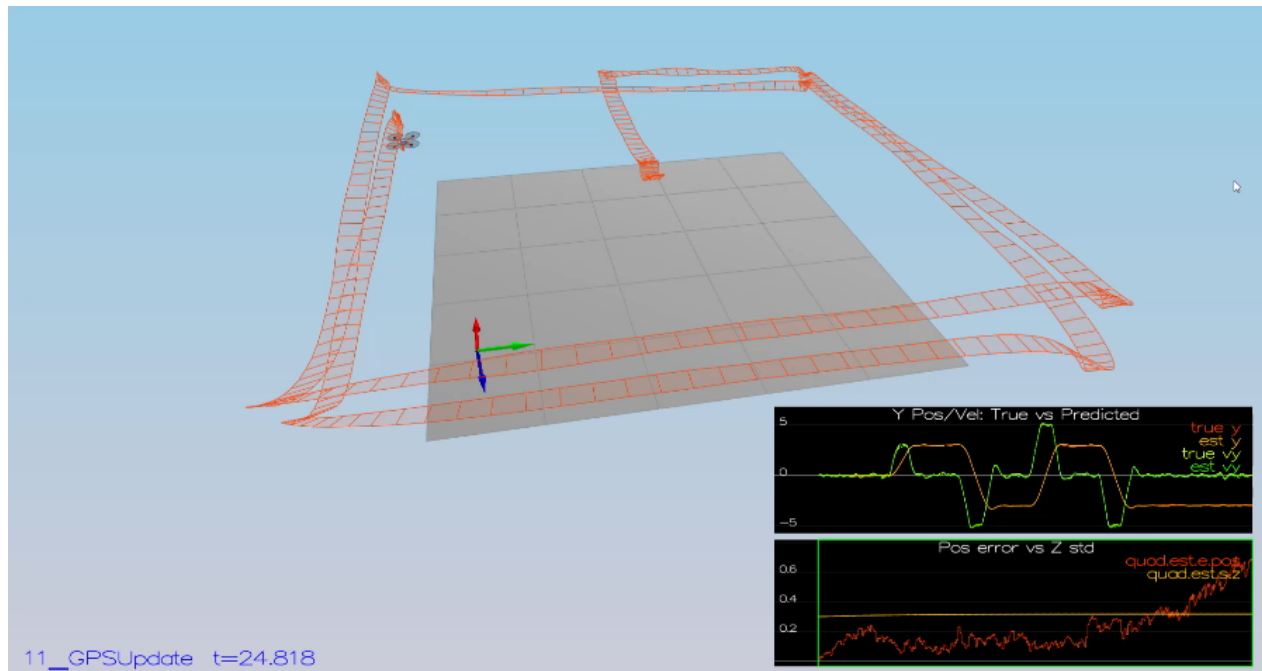 Y Pos/Vel: True vs Predicted
5
true y
est y
true vy
0
est vy
-5
Pos error vs Z std
quad.est.e.pos
0.6
quad.est.s.z
0.4
0.2
11_GPSUpdate t=24.818